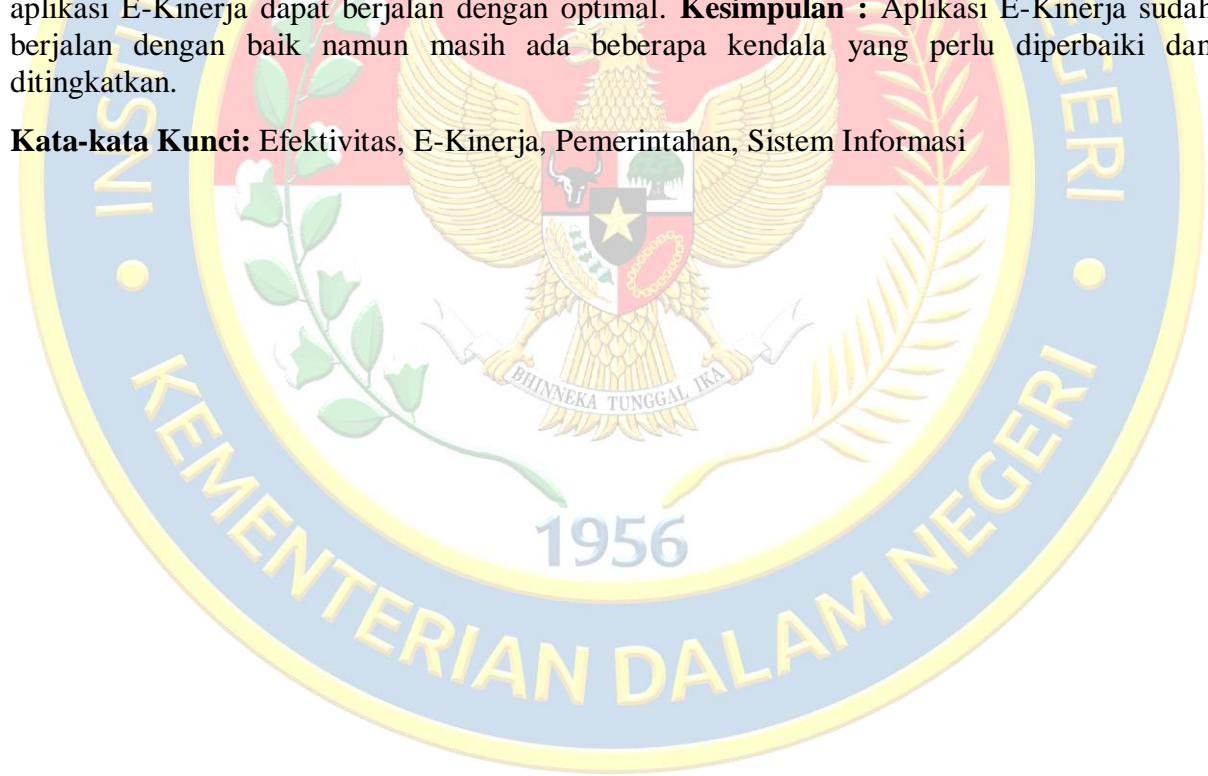 aplikasi E-Kinerja dapat berjalan dengan optimal. Kesimpulan : Aplikasi E-Kinerja sudah
berjalan dengan baik namun masih ada beberapa kendala yang perlu diperbaiki dan
ditingkatkan.
Kata-kata Kunci: Efektivitas, E-Kinerja, Pemerintahan, Sistem Informasi
BHINNEKA TUNGGAL IKA
1956
KEMENTERIAN DALAM NEGERI